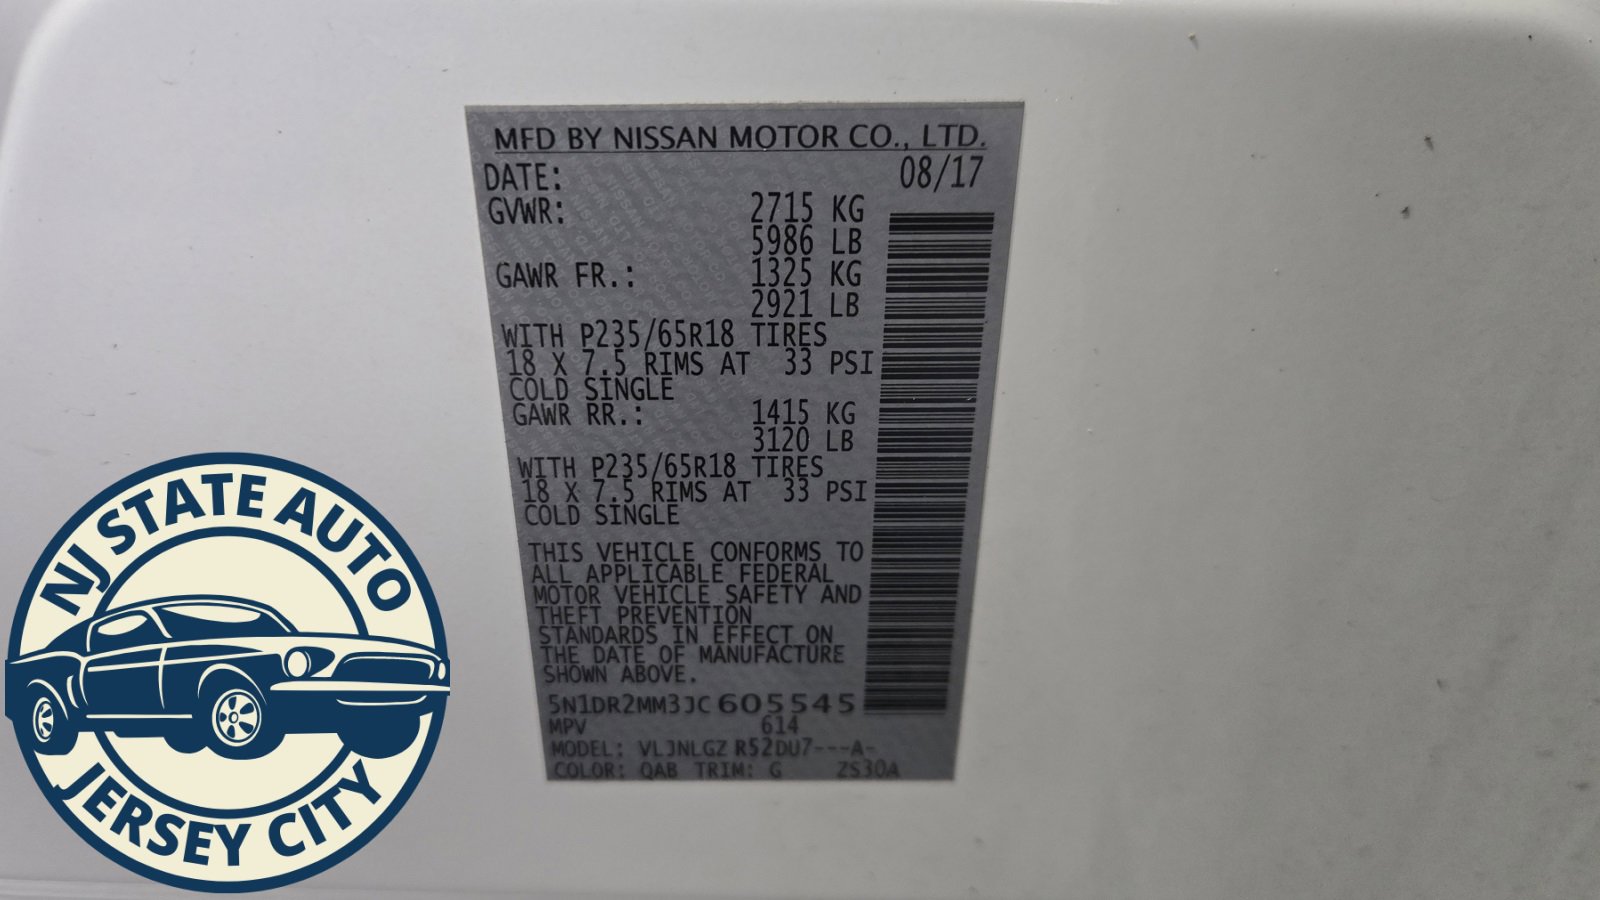 MFD BY NISSAN MOTOR CO., LTD.
DATE: 08/17
GVWR: 2715 KG
5986 LB
GAWR FR.: 1325 KG
2921 LB
WITH P235/65R18 TIRES
18 X 7.5 RIMS AT 33 PSI
COLD SINGLE
GAWR RR.: 1415 KG
3120 LB
WITH P235/65R18 TIRES
18 X 7.5 RIMS AT 33 PSI
COLD SINGLE
THIS VEHICLE CONFORMS TO
ALL APPLICABLE FEDERAL
MOTOR VEHICLE SAFETY AND
THEFT PREVENTION
STANDARDS IN EFFECT ON
THE DATE OF MANUFACTURE
SHOWN ABOVE.
5N1DR2MM3JC605545
MPV 614
MODEL: VLJNLGZ R52DU7---A-
COLOR: QAB TRIM: G ZS30A
NJ STATE AUTO
JERSEY CITY